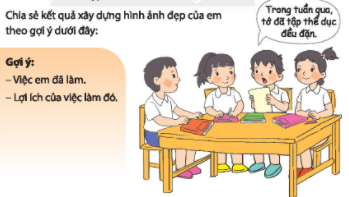 Chia sẻ kết quả xây dựng hình ảnh đẹp của em
theo gợi ý dưới đây:
Gợi ý:
– Việc em đã làm.
– Lợi ích của việc làm đó.
Trong tuần qua,
tớ đã tập thể dục
đều đặn.